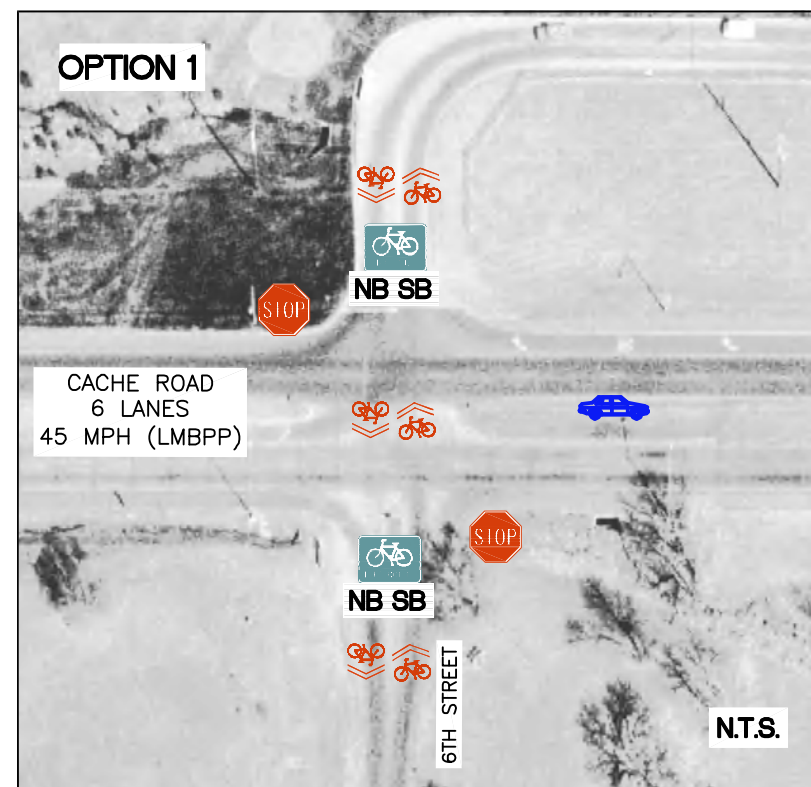 OPTION 1
NB SB
STOP
CACHE ROAD
6 LANES
45 MPH (LMBPP)
STOP
NB SB
6TH STREET
N.T.S.